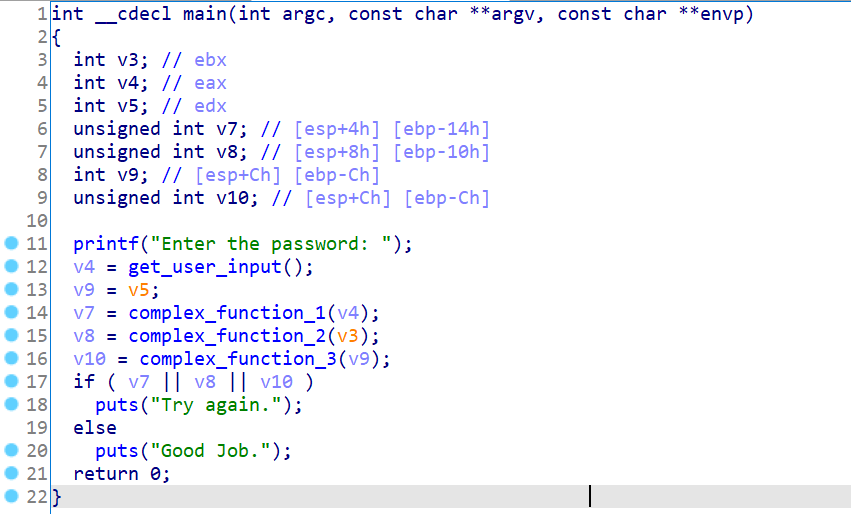 1 int __cdecl main(int argc, const char **argv, const char **envp)
2 {
3 int v3; // ebx
4 int v4; // eax
5 int v5; // edx
6 unsigned int v7; // [esp+4h] [ebp-14h]
7 unsigned int v8; // [esp+8h] [ebp-10h]
8 int v9; // [esp+Ch] [ebp-Ch]
9 unsigned int v10; // [esp+Ch] [ebp-Ch]
10
11 printf("Enter the password: ");
12 v4 = get_user_input();
13 v9 = v5;
14 v7 = complex_function_1(v4);
15 v8 = complex_function_2(v3);
16 v10 = complex_function_3(v9);
17 if ( v7 || v8 || v10 )
18 puts("Try again.");
19 else
20 puts("Good Job.");
21 return 0;
22 }